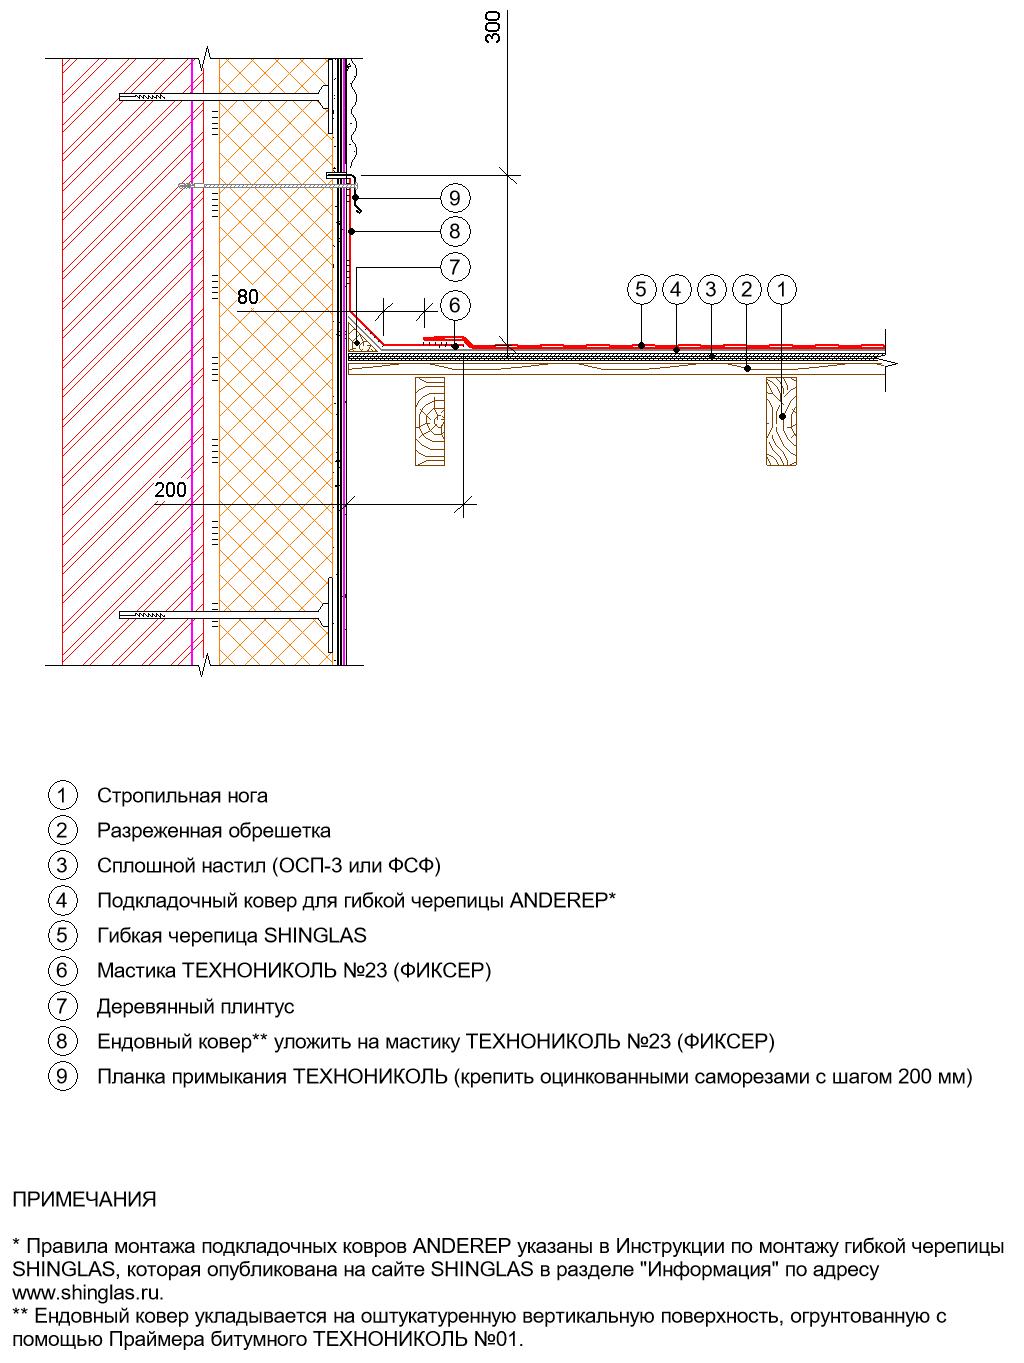 300
9
8
7
80
6
5 4 3 2 1
200
1 Стропильная нога
2 Разреженная обрешетка
3 Сплошной настил (ОСП-3 или ФСФ)
4 Подкладочный ковер для гибкой черепицы ANDEREP*
5 Гибкая черепица SHINGLAS
6 Мастика ТЕХНОНИКОЛЬ №23 (ФИКСЕР)
7 Деревянный плинтус
8 Ендовный ковер** уложить на мастику ТЕХНОНИКОЛЬ №23 (ФИКСЕР)
9 Планка примыкания ТЕХНОНИКОЛЬ (крепить оцинкованными саморезами с шагом 200 мм)
ПРИМЕЧАНИЯ
* Правила монтажа подкладочных ковров ANDEREP указаны в Инструкции по монтажу гибкой черепицы
SHINGLAS, которая опубликована на сайте SHINGLAS в разделе "Информация" по адресу
www.shinglas.ru.
** Ендовный ковер укладывается на оштукатуренную вертикальную поверхность, огрунтованную с
помощью Праймера битумного ТЕХНОНИКОЛЬ №01.